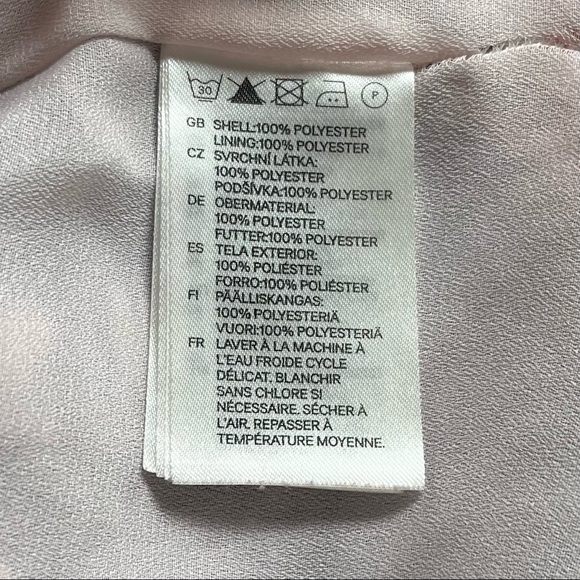 30 P
GB SHELL:100% POLYESTER
LINING:100% POLYESTER
CZ SVRCHNÍ LÁTKA:
100% POLYESTER
PODŠÍVKA:100% POLYESTER
DE OBERMATERIAL:
100% POLYESTER
FUTTER:100% POLYESTER
ES TELA EXTERIOR:
100% POLIÉSTER
FORRO:100% POLIÉSTER
FI PÄÄLLISKANGAS:
100% POLYESTERIÄ
VUORI:100% POLYESTERIÄ
FR LAVER À LA MACHINE À
L'EAU FROIDE CYCLE
DÉLICAT. BLANCHIR
SANS CHLORE SI
NÉCESSAIRE. SÉCHER À
L'AIR. REPASSER À
TEMPÉRATURE MOYENNE.